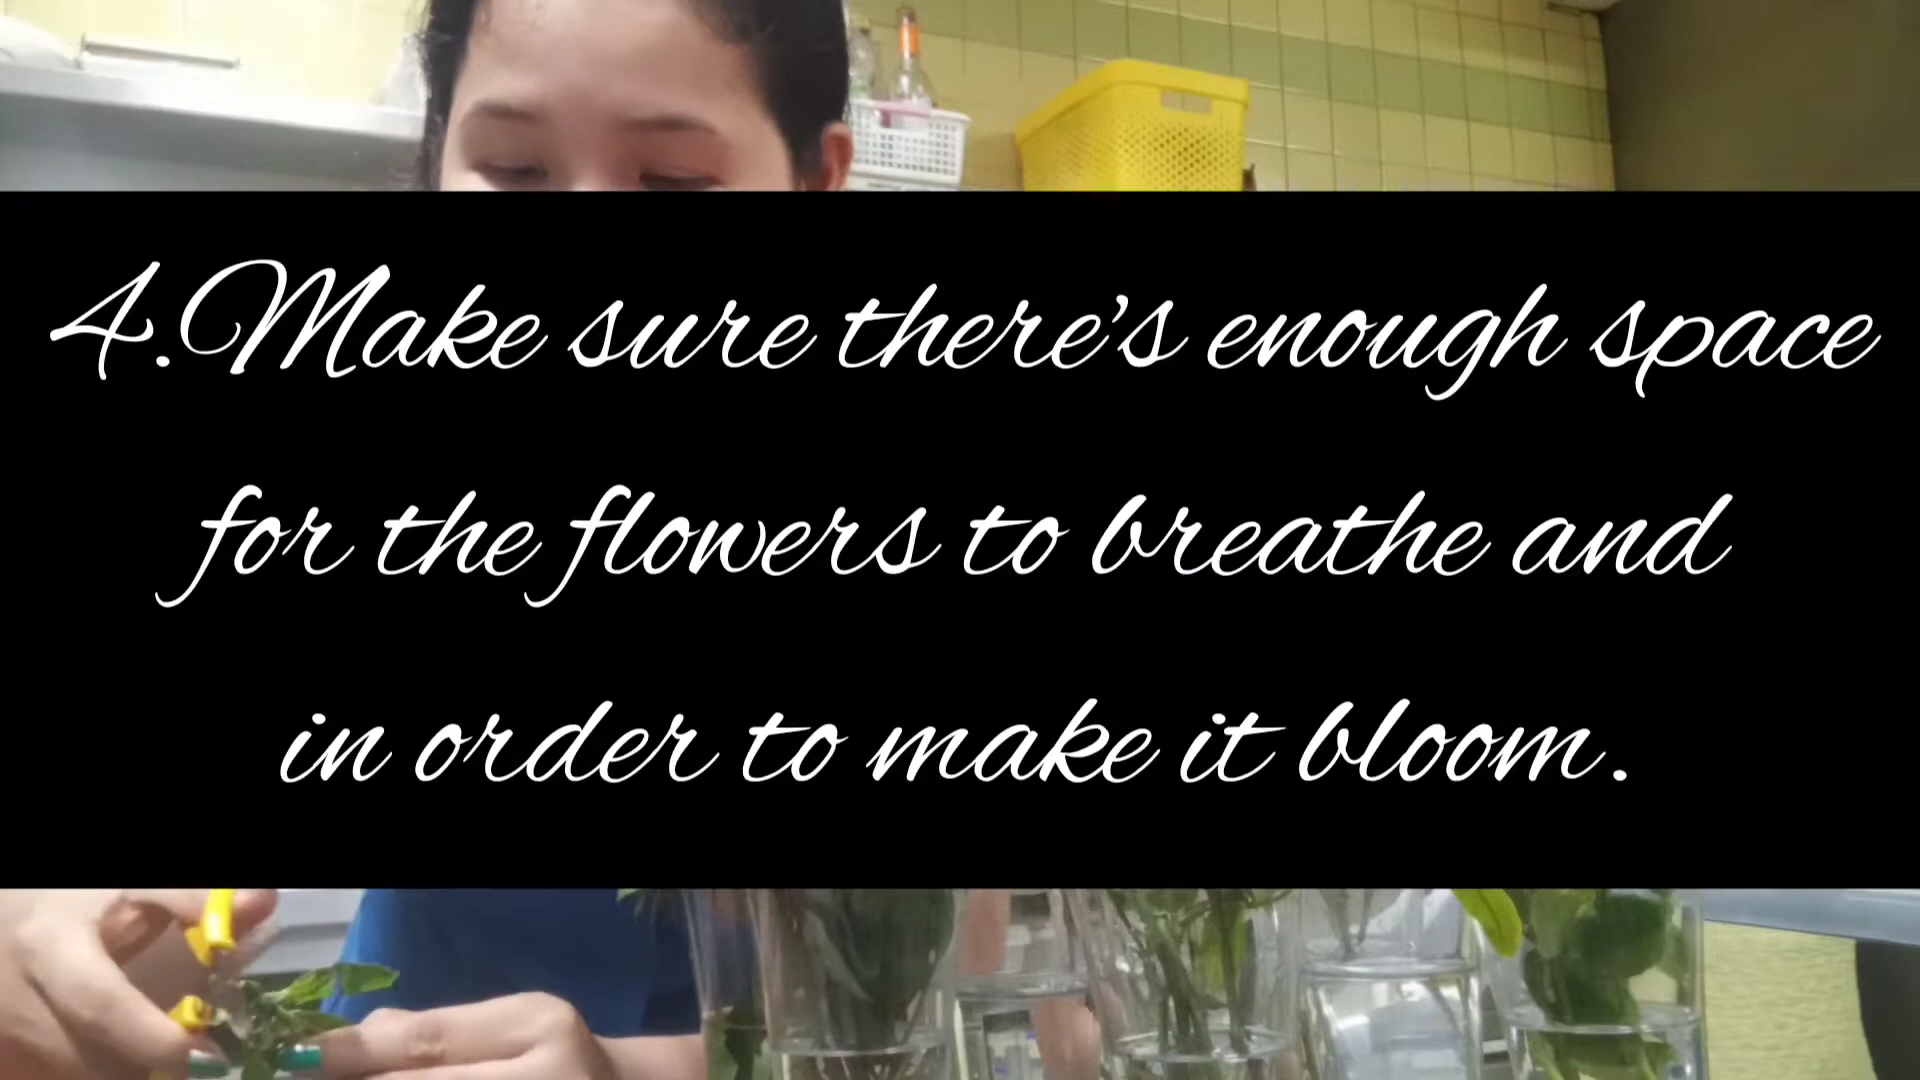 4.Make sure there's enough space
for the flowers to breathe and
in order to make it bloom.